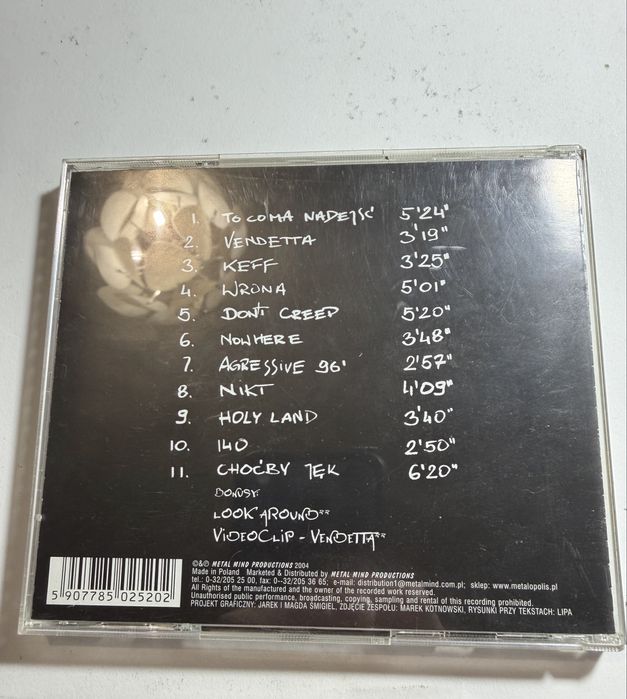 1. TO CO MA NADEJŚĆ 5'24"
2. VENDETTA 3'19"
3. KEFF 3'25"
4. WRONA 5'01"
5. DON'T CREEP 5'20"
6. NOWHERE 3'48"
7. AGRESSIVE 96' 2'57"
8. NIKT 4'09"
9. HOLY LAND 3'40"
10. 140 2'50"
11. CHOĆBY JĘK 6'20"
BONUSY:
LOOK AROUND**
VIDEOCLIP - VENDETTA**
©&℗ METAL MIND PRODUCTIONS 2004
Made in Poland Marketed & Distributed by METAL MIND PRODUCTIONS
tel.: 0-32/205 25 00, fax: 0--32/205 36 65; e-mail: distribution1@metalmind.com.pl; sklep: www.metalopolis.pl
All Rights of the manufactured and the owner of the recorded work reserved.
Unauthorised public performance, broadcasting, copying, sampling and rental of this recording prohibited.
PROJEKT GRAFICZNY: JAREK I MAGDA ŚMIGIEL, ZDJĘCIE ZESPOŁU: MAREK KOTNOWSKI, RYSUNKI PRZY TEKSTACH: LIPA
5 907785 025202